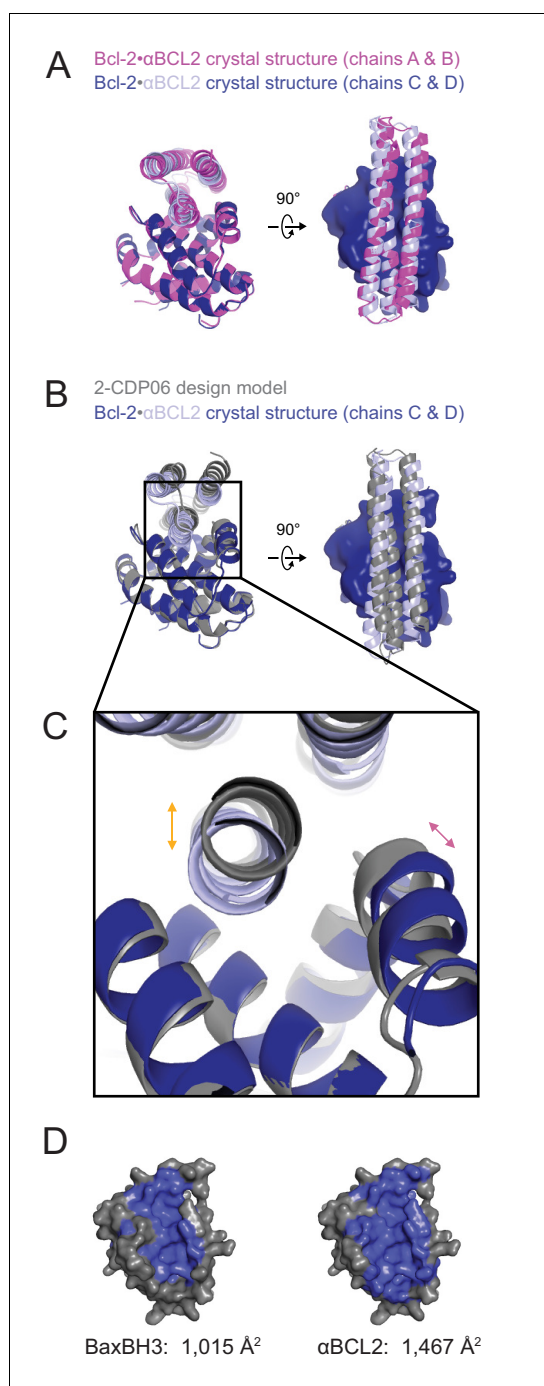 A
Bcl-2•αBCL2 crystal structure (chains A & B)
Bcl-2•αBCL2 crystal structure (chains C & D)
90°
B
2-CDP06 design model
Bcl-2•αBCL2 crystal structure (chains C & D)
90°
C
D
BaxBH3: 1,015 Å²
αBCL2: 1,467 Å²